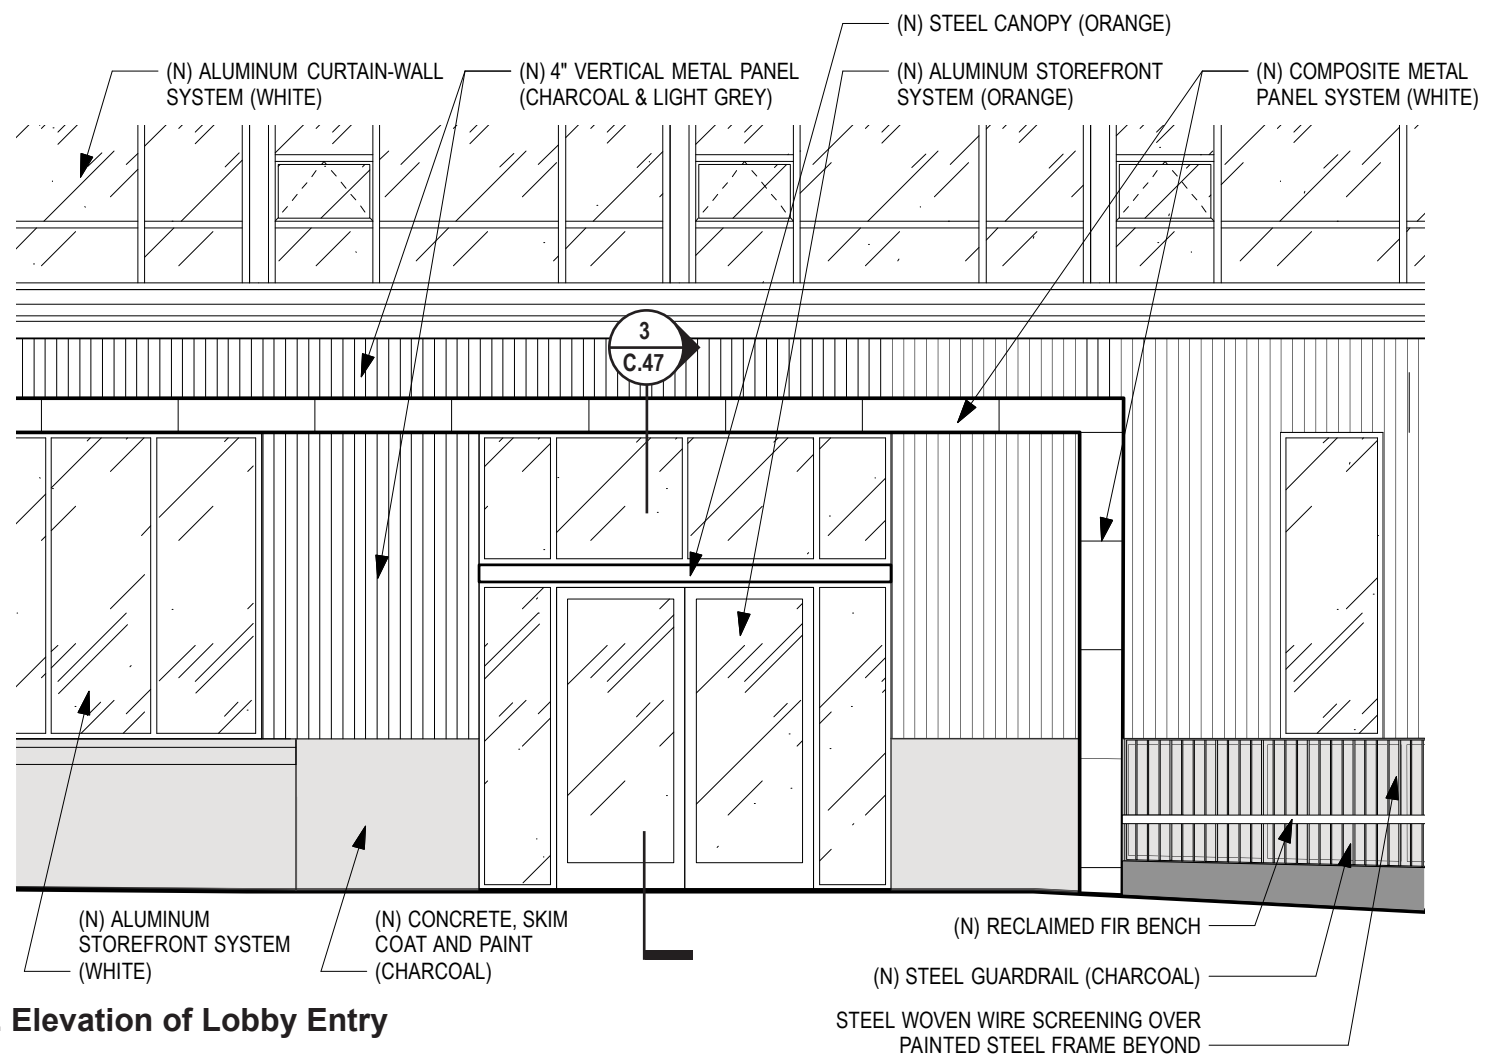 (N) STEEL CANOPY (ORANGE)
(N) ALUMINUM CURTAIN-WALL
SYSTEM (WHITE)
(N) 4" VERTICAL METAL PANEL
(CHARCOAL & LIGHT GREY)
(N) ALUMINUM STOREFRONT
SYSTEM (ORANGE)
(N) COMPOSITE METAL
PANEL SYSTEM (WHITE)
3
C.47
(N) ALUMINUM
STOREFRONT SYSTEM
(WHITE)
(N) CONCRETE, SKIM
COAT AND PAINT
(CHARCOAL)
(N) RECLAIMED FIR BENCH
(N) STEEL GUARDRAIL (CHARCOAL)
STEEL WOVEN WIRE SCREENING OVER
PAINTED STEEL FRAME BEYOND
. Elevation of Lobby Entry